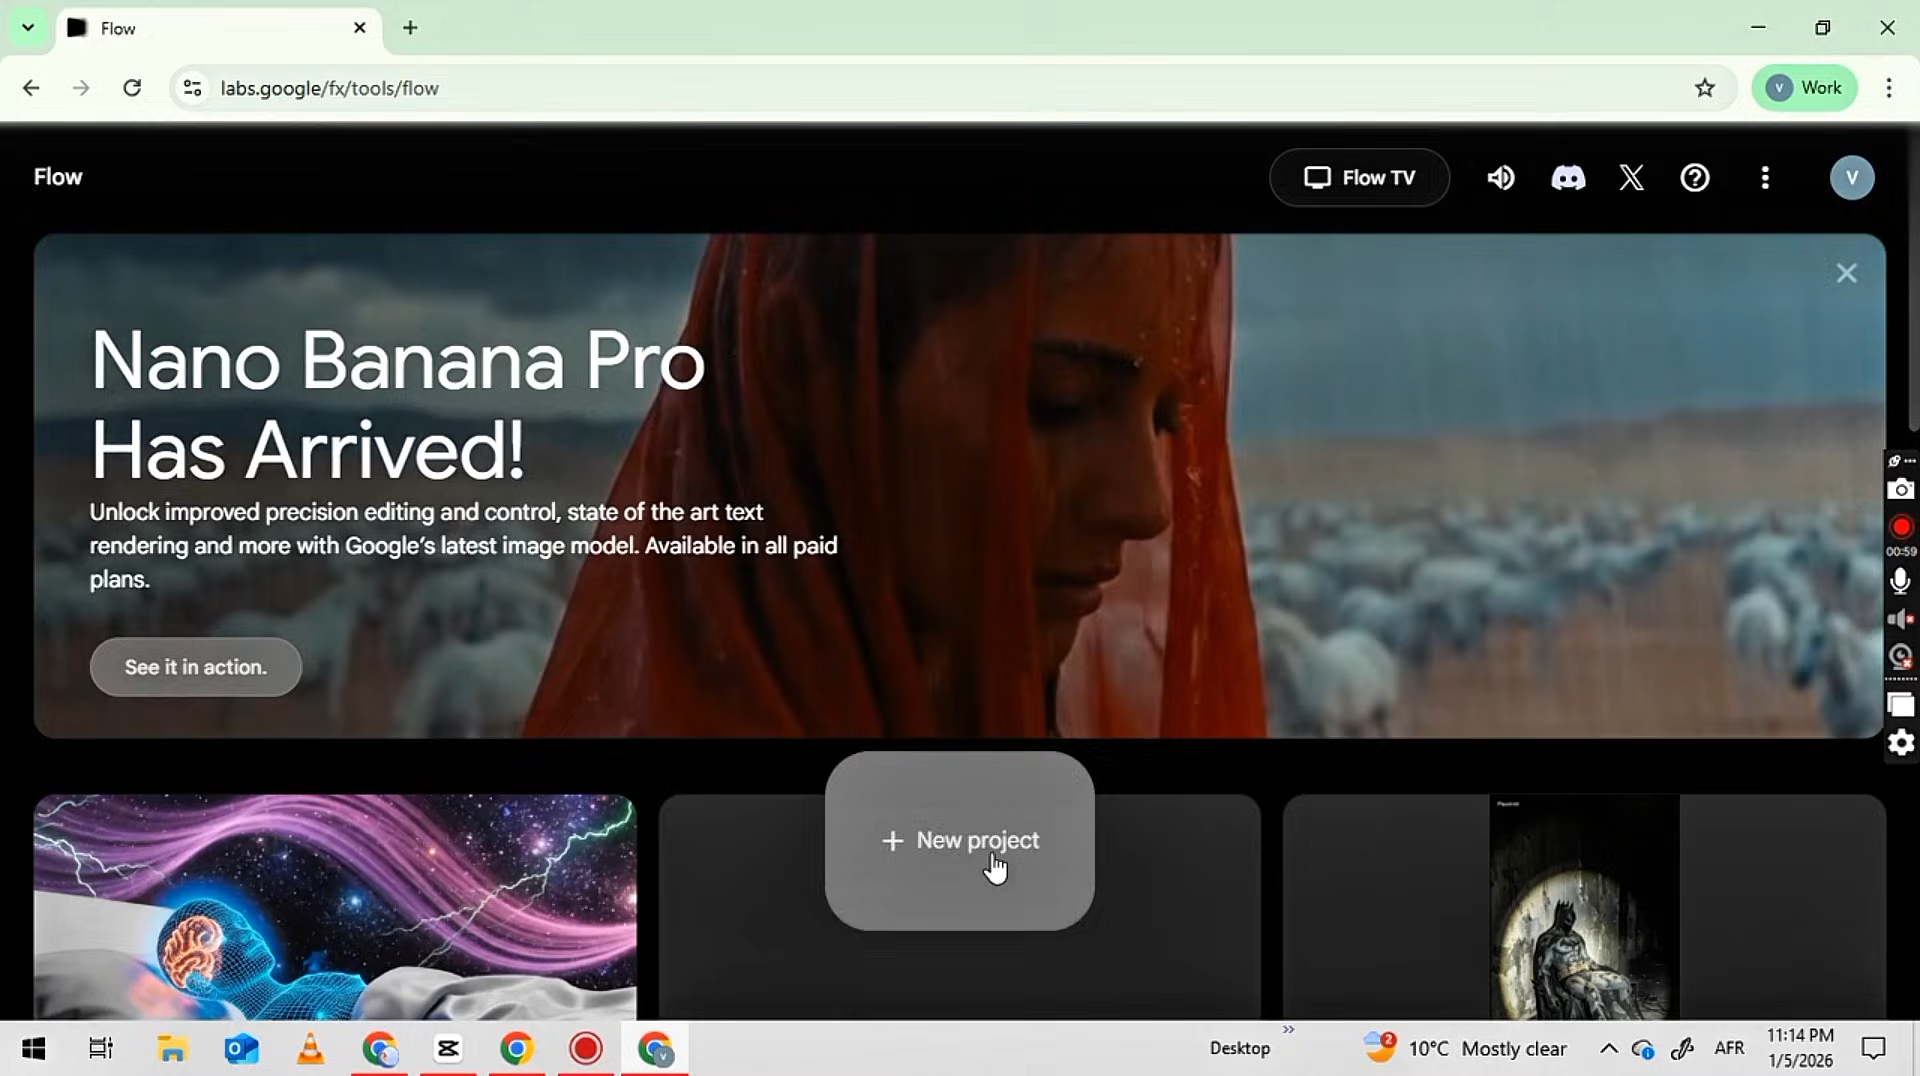 Flow
labs.google/fx/tools/flow
V
Work
Flow
Flow TV
V
Nano Banana Pro
Has Arrived!
Unlock improved precision editing and control, state of the art text
rendering and more with Google's latest image model. Available in all paid
plans.
See it in action.
00:59
+ New project
Desktop
2
10°C Mostly clear
AFR
11:14 PM
1/5/2026